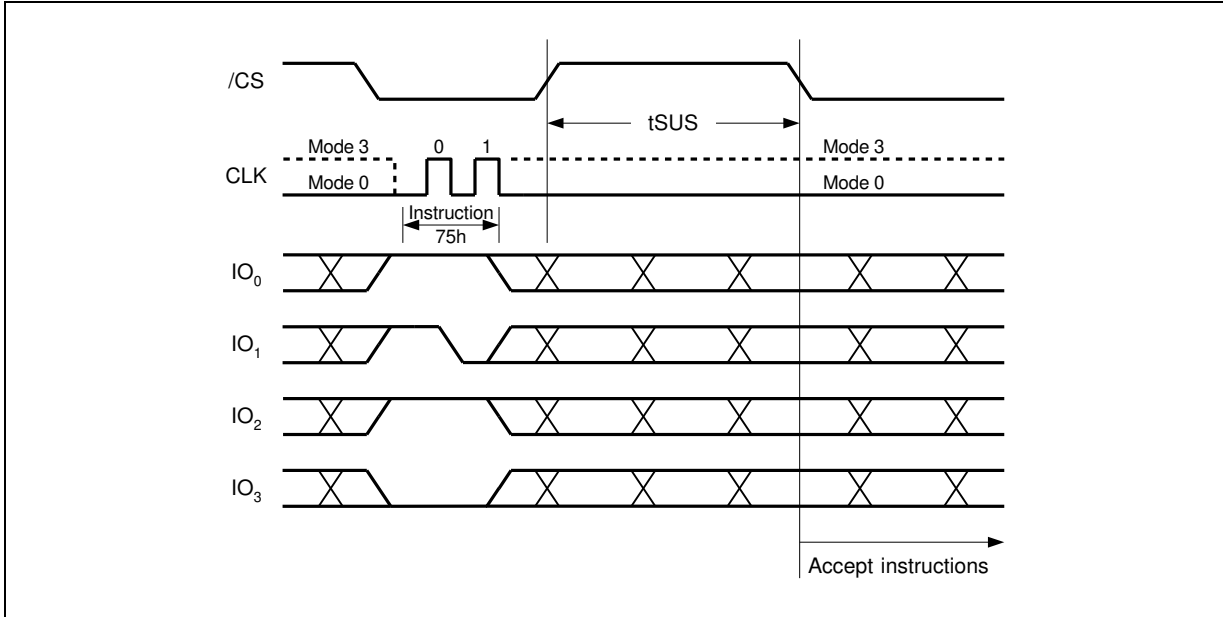 /CS
tSUS
Mode 3 0 1 Mode 3
CLK
Mode 0 Mode 0
Instruction
75h
IO₀
IO₁
IO₂
IO₃
Accept instructions